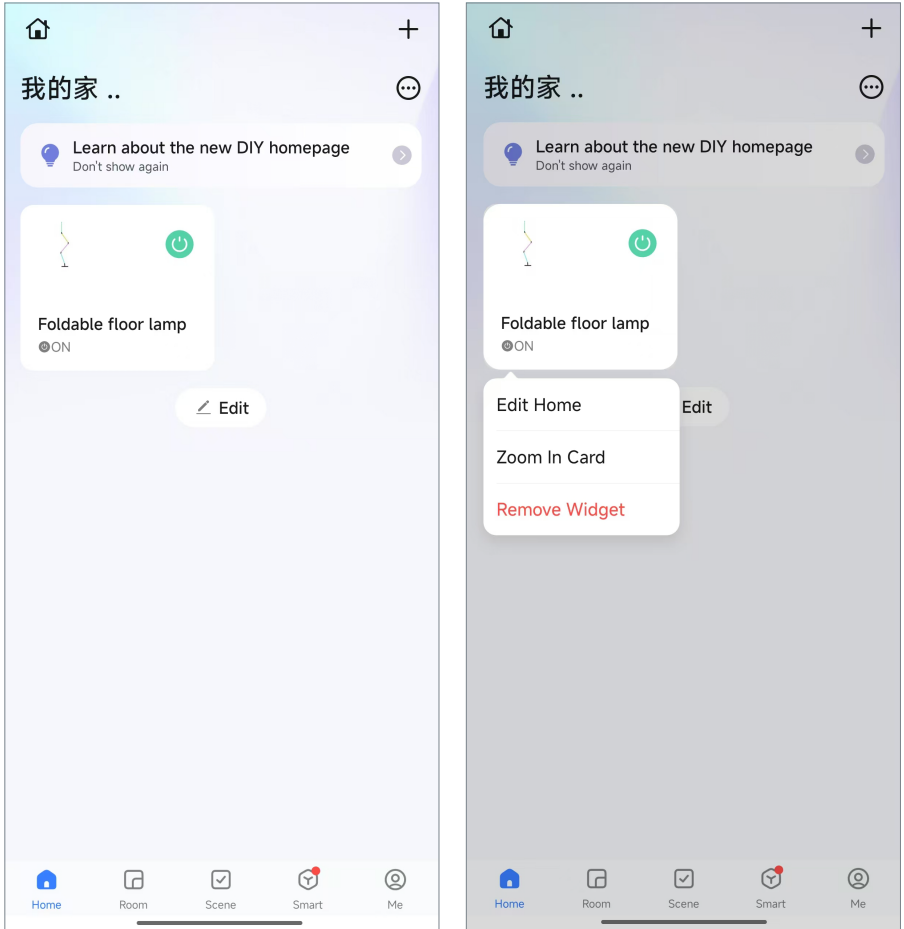 我的家 ..
Learn about the new DIY homepage
Don't show again
Foldable floor lamp
ON
Edit
Home
Room
Scene
Smart
Me
我的家 ..
Learn about the new DIY homepage
Don't show again
Foldable floor lamp
ON
Edit Home
Edit
Zoom In Card
Remove Widget
Home
Room
Scene
Smart
Me